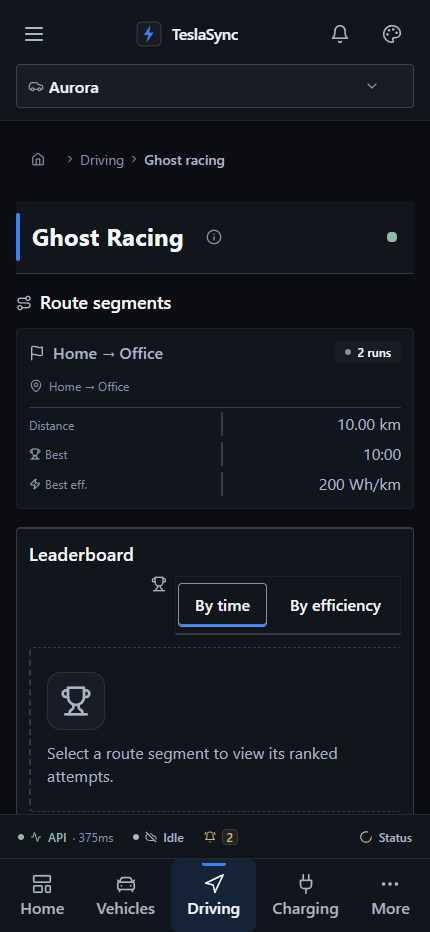 TeslaSync
Aurora
Driving > Ghost racing
Ghost Racing
Route segments
Home → Office
2 runs
Home → Office
Distance 10.00 km
Best 10:00
Best eff. 200 Wh/km
Leaderboard
By time By efficiency
Select a route segment to view its ranked
attempts.
API · 375ms Idle 2 Status
Home Vehicles Driving Charging More